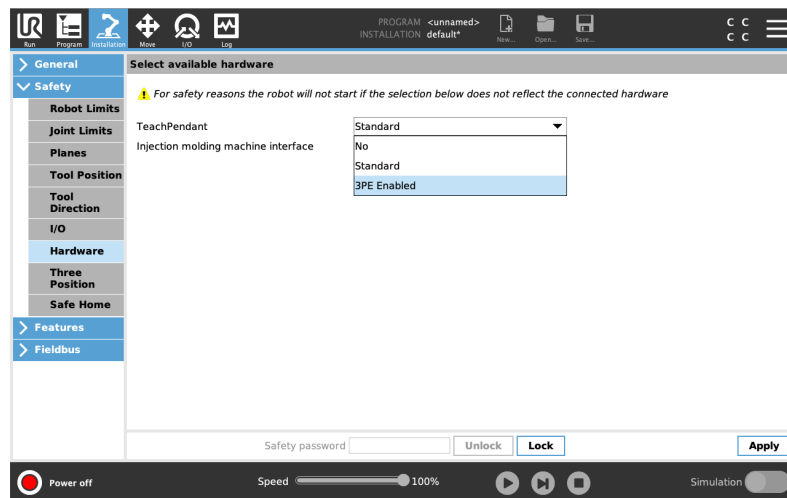 UR
PROGRAM <unnamed>
INSTALLATION default*
C C
C C
Run Program Installation Move I/O Log New... Open... Save...
General
Safety
Robot Limits
Joint Limits
Planes
Tool Position
Tool
Direction
I/O
Hardware
Three
Position
Safe Home
Features
Fieldbus
Select available hardware
For safety reasons the robot will not start if the selection below does not reflect the connected hardware
TeachPendant Standard
Injection molding machine interface No
Standard
3PE Enabled
Safety password Unlock Lock Apply
Power off Speed 100% Simulation